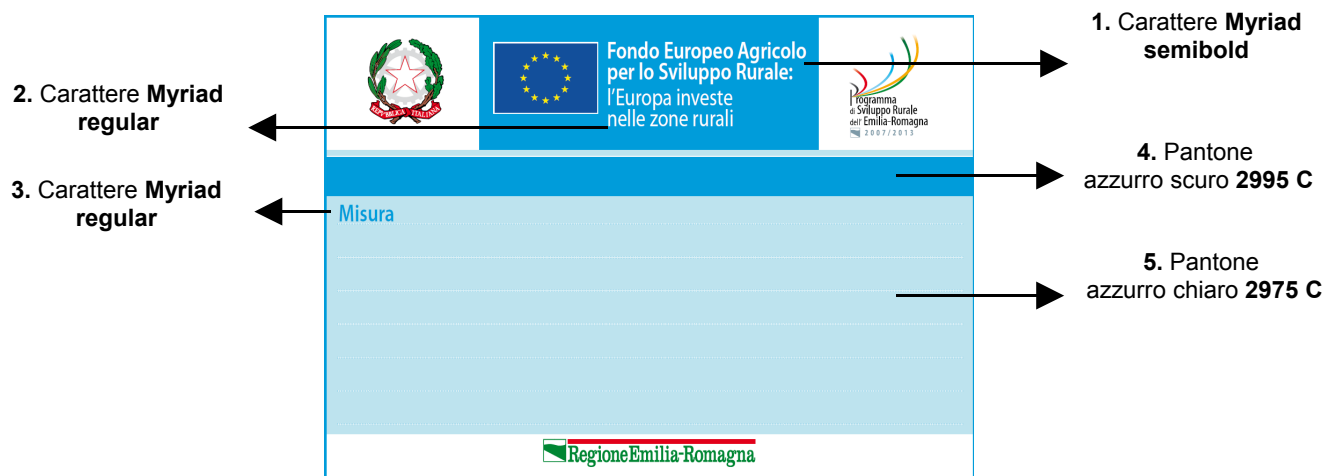 1. Carattere Myriad
semibold
2. Carattere Myriad
regular
3. Carattere Myriad
regular
REPVBBLICA ITALIANA
Fondo Europeo Agricolo
per lo Sviluppo Rurale:
l'Europa investe
nelle zone rurali
Programma
di Sviluppo Rurale
dell'Emilia-Romagna
2007/2013
4. Pantone
azzurro scuro 2995 C
Misura
5. Pantone
azzurro chiaro 2975 C
RegioneEmilia-Romagna